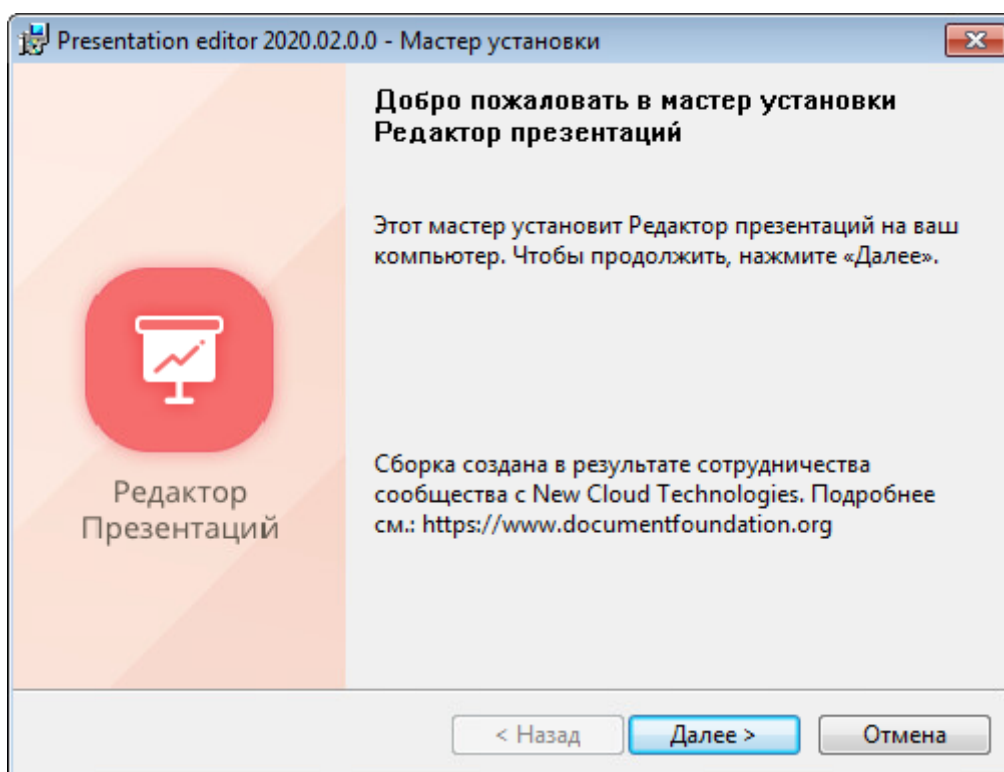 Presentation editor 2020.02.0.0 - Мастер установки
Добро пожаловать в мастер установки
Редактор презентаций
Этот мастер установит Редактор презентаций на ваш
компьютер. Чтобы продолжить, нажмите «Далее».
Редактор
Презентаций
Сборка создана в результате сотрудничества
сообщества с New Cloud Technologies. Подробнее
см.: https://www.documentfoundation.org
< Назад
Далее >
Отмена